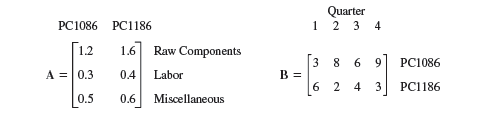 Quarter
PC1086 PC1186 1 2 3 4
1.2 1.6 Raw Components
3 8 6 9 PC1086
A = 0.3 0.4 Labor B =
6 2 4 3 PC1186
0.5 0.6 Miscellaneous